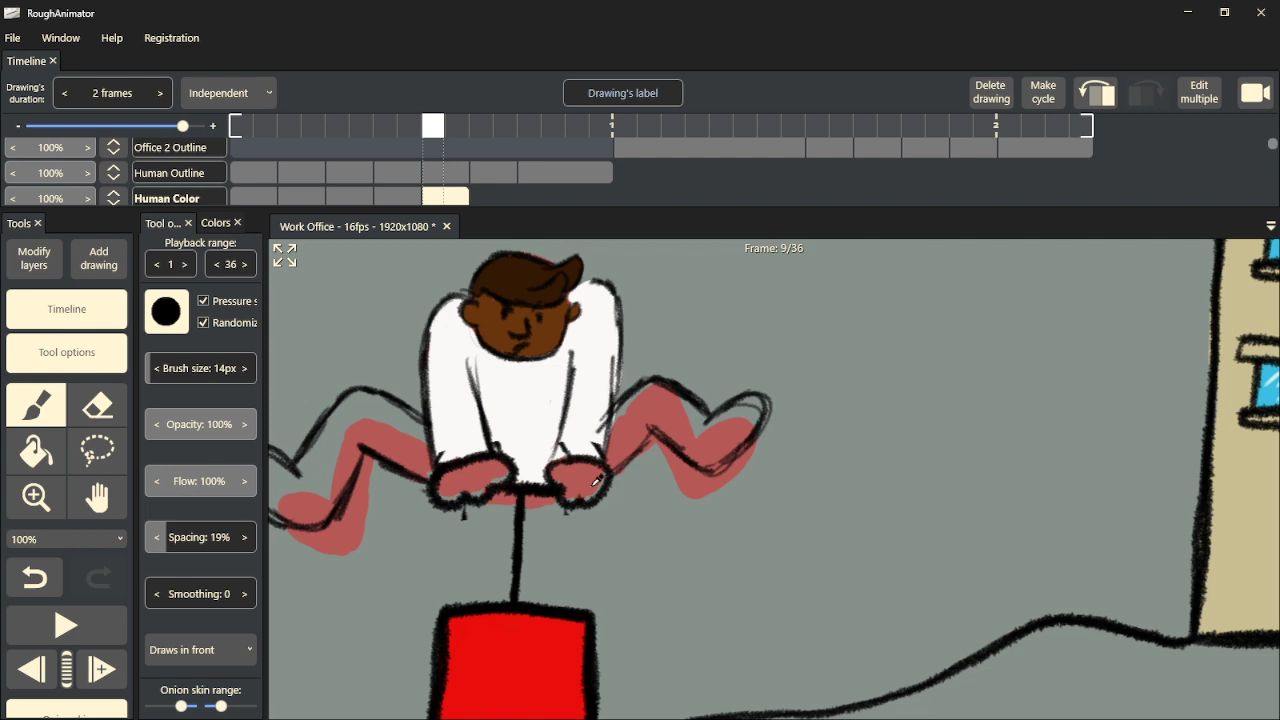 RoughAnimator
File Window Help Registration
Timeline
Drawing's duration: < 2 frames > Independent Drawing's label Delete drawing Make cycle Edit multiple
- + 1 2
< 100% > Office 2 Outline
< 100% > Human Outline
< 100% > Human Color
Tools Tool o... Colors Work Office - 16fps - 1920x1080 *
Modify layers Add drawing
Playback range:
< 1 > < 36 >
Frame: 9/36
Timeline
Pressure s
Randomiz
Tool options
< Brush size: 14px >
< Opacity: 100% >
< Flow: 100% >
< Spacing: 19% >
100%
< Smoothing: 0 >
Draws in front
Onion skin range: